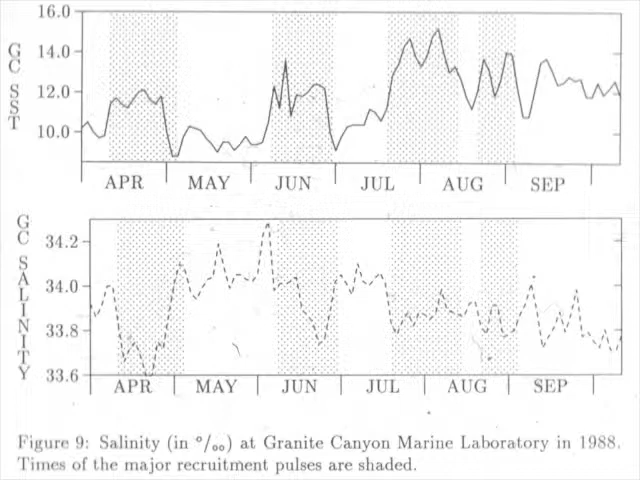 GC SST
16.0
14.0
12.0
10.0
APR MAY JUN JUL AUG SEP
GC SALINITY
34.2
34.0
33.8
33.6
APR MAY JUN JUL AUG SEP
Figure 9: Salinity (in º/₀₀) at Granite Canyon Marine Laboratory in 1988.
Times of the major recruitment pulses are shaded.